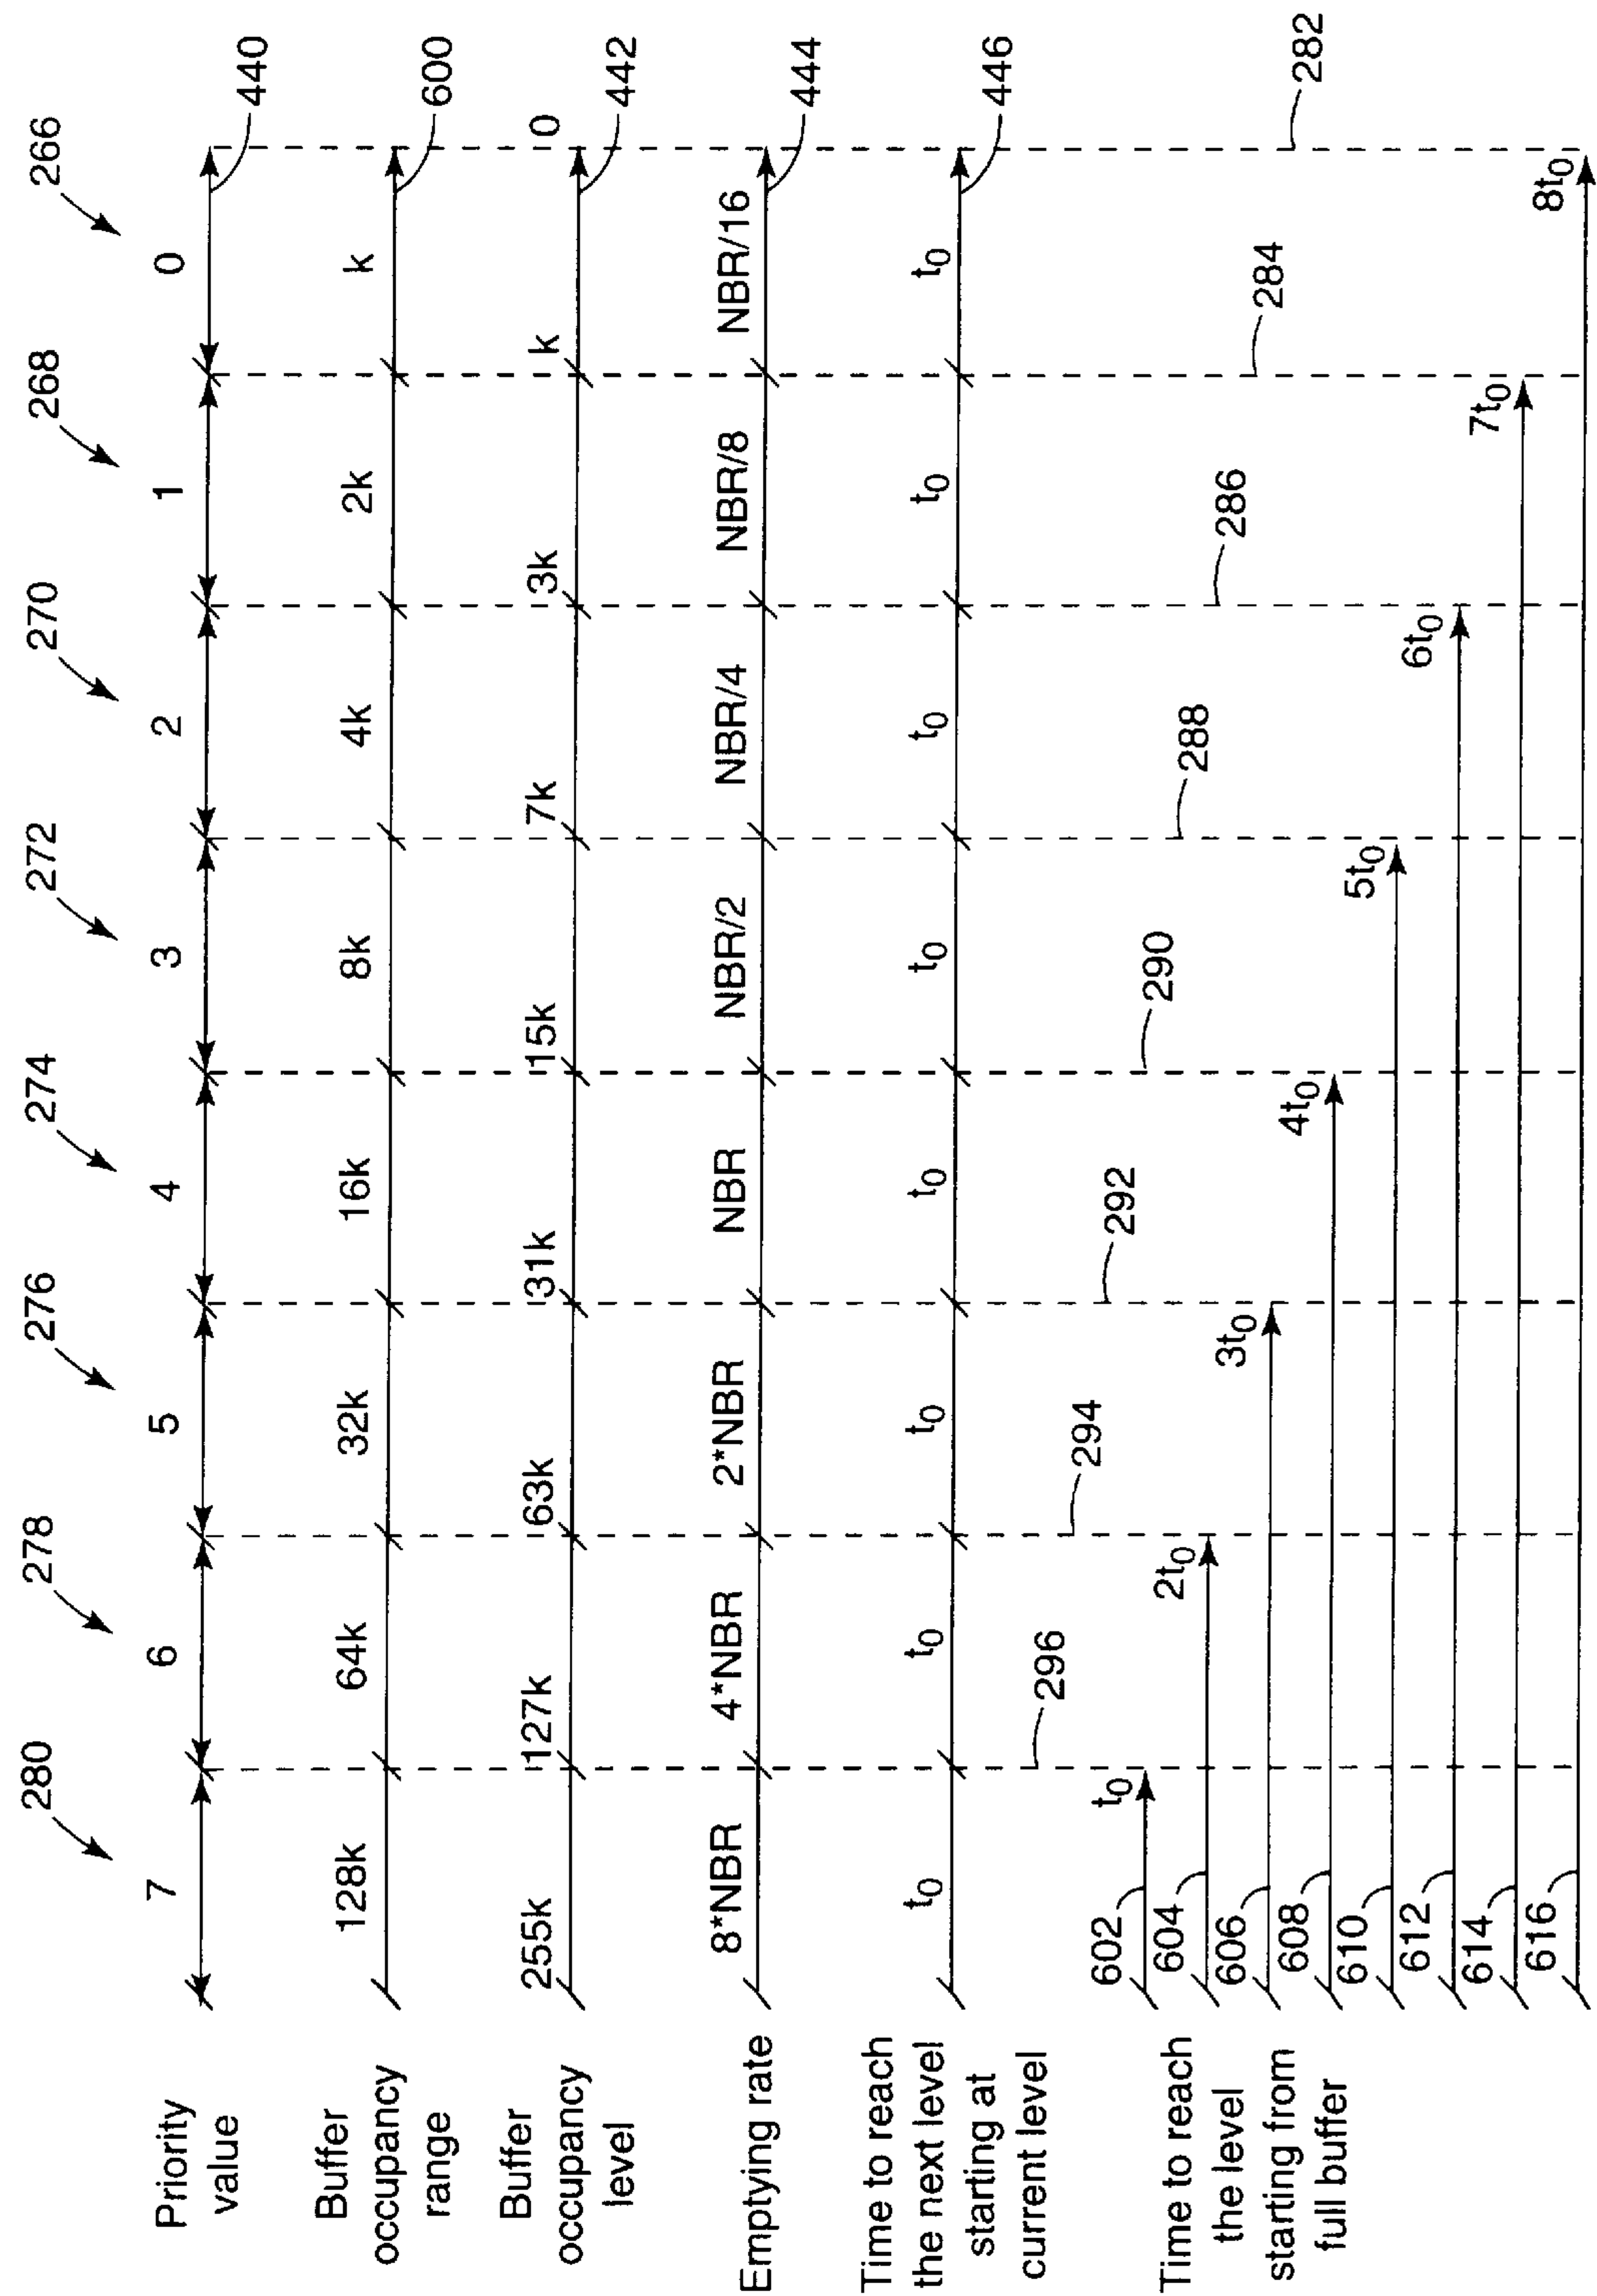 280
278
276
274
272
270
268
266
Priority
value
7
6
5
4
3
2
1
0
440
Buffer
occupancy
range
128k
64k
32k
16k
8k
4k
2k
k
600
Buffer
occupancy
level
255k
127k
63k
31k
15k
7k
3k
k
0
442
Emptying rate
8*NBR
4*NBR
2*NBR
NBR
NBR/2
NBR/4
NBR/8
NBR/16
444
Time to reach
the next level
starting at
current level
t0
t0
t0
t0
t0
t0
t0
t0
446
296
294
292
290
288
286
284
282
Time to reach
the level
starting from
full buffer
602
t0
604
2t0
606
3t0
608
4t0
610
5t0
612
6t0
614
7t0
616
8t0